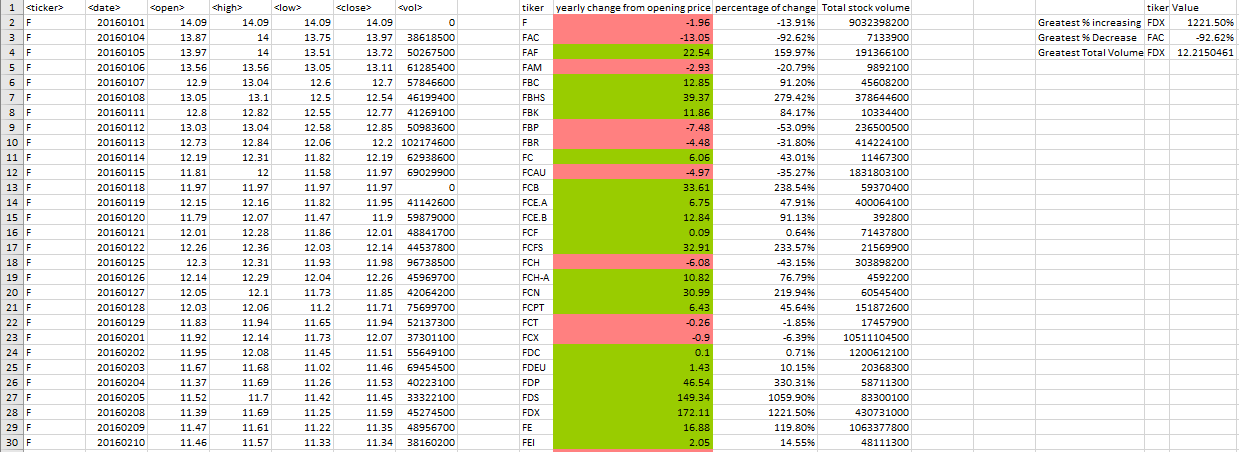 1 <ticker> <date> <open> <high> <low> <close> <vol> tiker yearly change from opening price percentage of change Total stock volume tiker Value
2 F 20160101 14.09 14.09 14.09 14.09 0 F -1.96 -13.91% 9032398200 Greatest % increasing FDX 1221.50%
3 F 20160104 13.87 14 13.75 13.97 38618500 FAC -13.05 -92.62% 7133900 Greatest % Decrease FAC -92.62%
4 F 20160105 13.97 14 13.51 13.72 50267500 FAF 22.54 159.97% 191366100 Greatest Total Volume FDX 12.2150461
5 F 20160106 13.56 13.56 13.05 13.11 61285400 FAM -2.93 -20.79% 9892100
6 F 20160107 12.9 13.04 12.6 12.7 57846600 FBC 12.85 91.20% 45608200
7 F 20160108 13.05 13.1 12.5 12.54 46199400 FBHS 39.37 279.42% 378644600
8 F 20160111 12.8 12.82 12.55 12.77 41269100 FBK 11.86 84.17% 10334400
9 F 20160112 13.03 13.04 12.58 12.85 50983600 FBP -7.48 -53.09% 236500500
10 F 20160113 12.73 12.84 12.06 12.2 102174600 FBR -4.48 -31.80% 414224100
11 F 20160114 12.19 12.31 11.82 12.19 62938600 FC 6.06 43.01% 11467300
12 F 20160115 11.81 12 11.58 11.97 69029900 FCAU -4.97 -35.27% 1831803100
13 F 20160118 11.97 11.97 11.97 11.97 0 FCB 33.61 238.54% 59370400
14 F 20160119 12.15 12.16 11.82 11.95 41142600 FCE.A 6.75 47.91% 400064100
15 F 20160120 11.79 12.07 11.47 11.9 59879000 FCE.B 12.84 91.13% 392800
16 F 20160121 12.01 12.28 11.86 12.01 48841700 FCF 0.09 0.64% 71437800
17 F 20160122 12.26 12.36 12.03 12.14 44537800 FCFS 32.91 233.57% 21569900
18 F 20160125 12.3 12.31 11.93 11.98 96738500 FCH -6.08 -43.15% 303898200
19 F 20160126 12.14 12.29 12.04 12.26 45969700 FCH-A 10.82 76.79% 4592200
20 F 20160127 12.05 12.1 11.73 11.85 42064200 FCN 30.99 219.94% 60545400
21 F 20160128 12.03 12.06 11.2 11.71 75699700 FCPT 6.43 45.64% 151872600
22 F 20160129 11.83 11.94 11.65 11.94 52137300 FCT -0.26 -1.85% 17457900
23 F 20160201 11.92 12.14 11.73 12.07 37301100 FCX -0.9 -6.39% 10511104500
24 F 20160202 11.95 12.08 11.45 11.51 55649100 FDC 0.1 0.71% 1200612100
25 F 20160203 11.67 11.68 11.02 11.46 69454500 FDEU 1.43 10.15% 20368300
26 F 20160204 11.37 11.69 11.26 11.53 40223100 FDP 46.54 330.31% 58711300
27 F 20160205 11.52 11.7 11.42 11.45 33322100 FDS 149.34 1059.90% 83300100
28 F 20160208 11.39 11.69 11.25 11.59 45274500 FDX 172.11 1221.50% 430731000
29 F 20160209 11.47 11.61 11.22 11.35 48956700 FE 16.88 119.80% 1063377800
30 F 20160210 11.46 11.57 11.33 11.34 38160200 FEI 2.05 14.55% 48111300